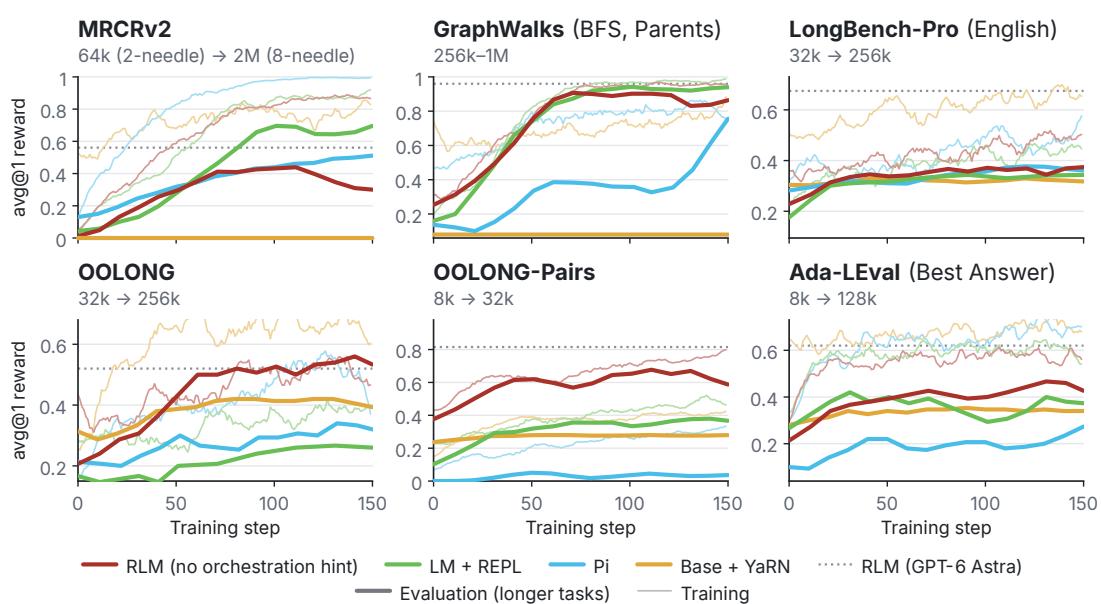 MRCRv2
64k (2-needle) → 2M (8-needle)
avg@1 reward
1
0.8
0.6
0.4
0.2
0
0
50
100
150
GraphWalks (BFS, Parents)
256k–1M
1
0.8
0.6
0.4
0.2
LongBench-Pro (English)
32k → 256k
0.6
0.4
0.2
OOLONG
32k → 256k
avg@1 reward
0.6
0.4
0.2
0
50
100
150
Training step
OOLONG-Pairs
8k → 32k
0.8
0.6
0.4
0.2
0
0
50
100
150
Training step
Ada-LEval (Best Answer)
8k → 128k
0.6
0.4
0.2
0
50
100
150
Training step
RLM (no orchestration hint)
LM + REPL
Pi
Base + YaRN
RLM (GPT-6 Astra)
Evaluation (longer tasks)
Training